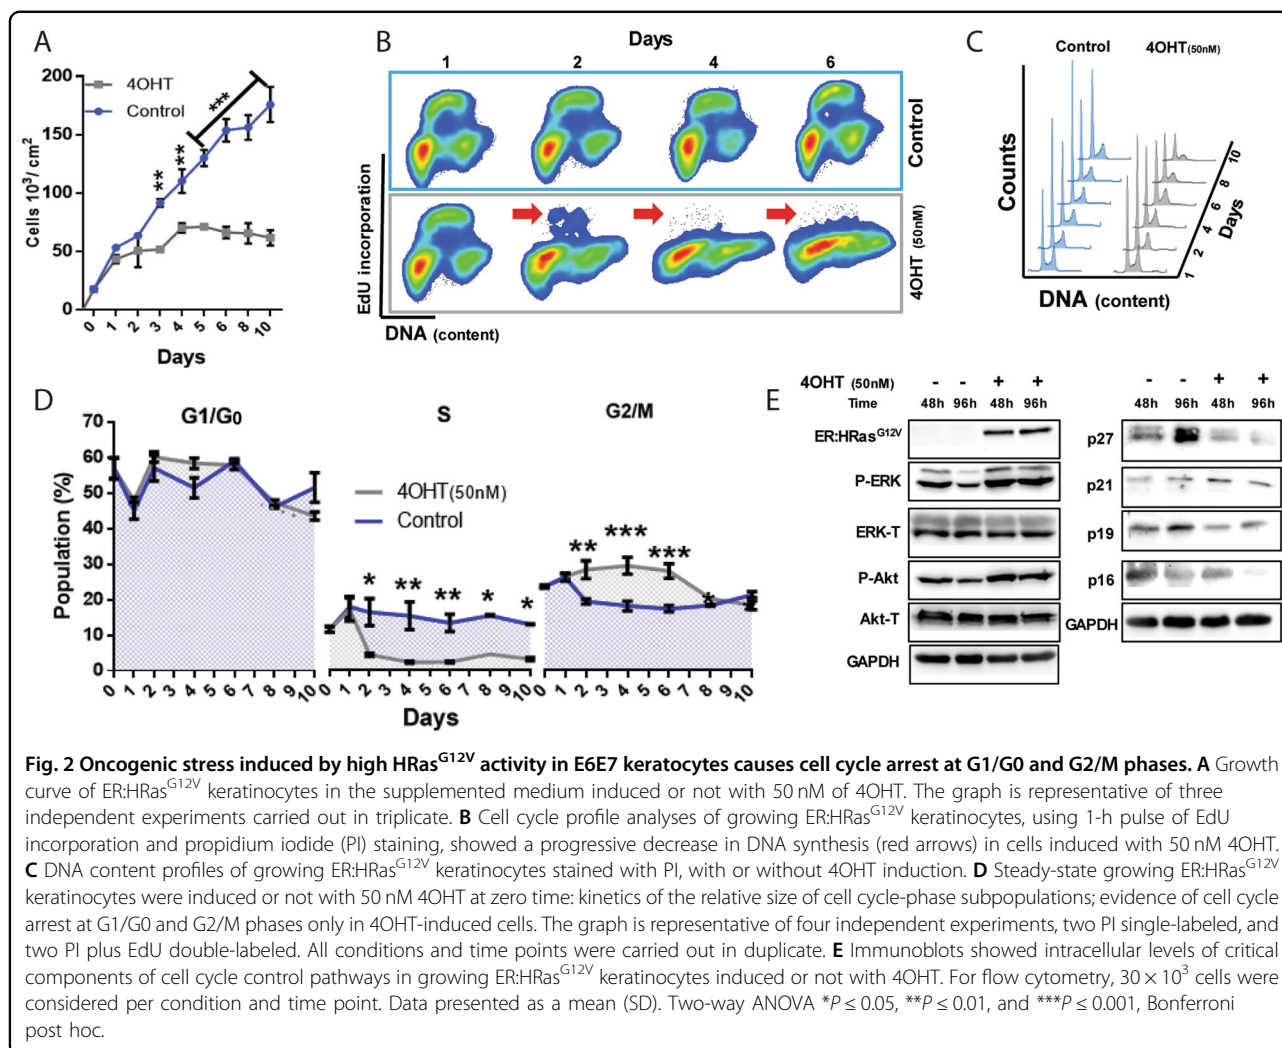 A
4OHT
Control
200
150
100
50
0
Cells 10³/ cm²
**
***
***
0 1 2 3 4 5 6 8 10
Days
B
Days
1 2 4 6
Control
4OHT (50nM)
EdU incorporation
DNA (content)
C
Control 4OHT(50nM)
Counts
1 2 4 6 8 10
Days
DNA (content)
D
G1/G0 S G2/M
70
60
50
40
30
20
10
0
Population (%)
4OHT(50nM)
Control
* ** ** * *
** *** *** *
0 1 2 3 4 5 6 7 8 9 10
0 1 2 3 4 5 6 7 8 9 10
0 1 2 3 4 5 6 7 8 9 10
Days
E
4OHT (50nM) - - + +
Time 48h 96h 48h 96h
ER:HRasG12V
P-ERK
ERK-T
P-Akt
Akt-T
GAPDH
- - + +
48h 96h 48h 96h
p27
p21
p19
p16
GAPDH
Fig. 2 Oncogenic stress induced by high HRasG12V activity in E6E7 keratocytes causes cell cycle arrest at G1/G0 and G2/M phases. A Growth
curve of ER:HRasG12V keratinocytes in the supplemented medium induced or not with 50 nM of 4OHT. The graph is representative of three
independent experiments carried out in triplicate. B Cell cycle profile analyses of growing ER:HRasG12V keratinocytes, using 1-h pulse of EdU
incorporation and propidium iodide (PI) staining, showed a progressive decrease in DNA synthesis (red arrows) in cells induced with 50 nM 4OHT.
C DNA content profiles of growing ER:HRasG12V keratinocytes stained with PI, with or without 4OHT induction. D Steady-state growing ER:HRasG12V
keratinocytes were induced or not with 50 nM 4OHT at zero time: kinetics of the relative size of cell cycle-phase subpopulations; evidence of cell cycle
arrest at G1/G0 and G2/M phases only in 4OHT-induced cells. The graph is representative of four independent experiments, two PI single-labeled, and
two PI plus EdU double-labeled. All conditions and time points were carried out in duplicate. E Immunoblots showed intracellular levels of critical
components of cell cycle control pathways in growing ER:HRasG12V keratinocytes induced or not with 4OHT. For flow cytometry, 30 × 10³ cells were
considered per condition and time point. Data presented as a mean (SD). Two-way ANOVA *P ≤ 0.05, **P ≤ 0.01, and ***P ≤ 0.001, Bonferroni
post hoc.